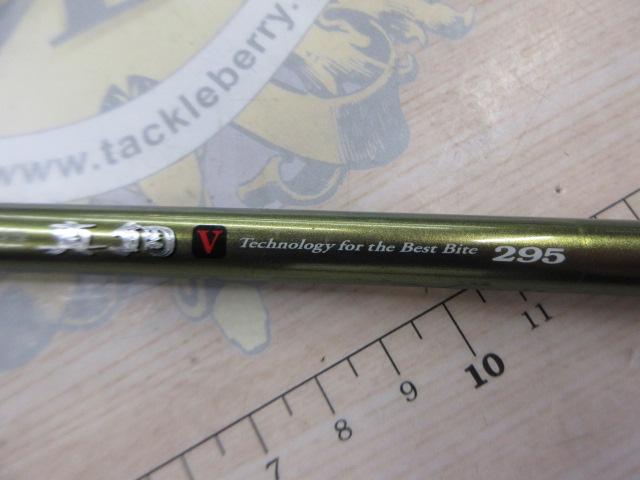 www.tackleberry.
V Technology for the Best Bite 295
7 8 9 10 11